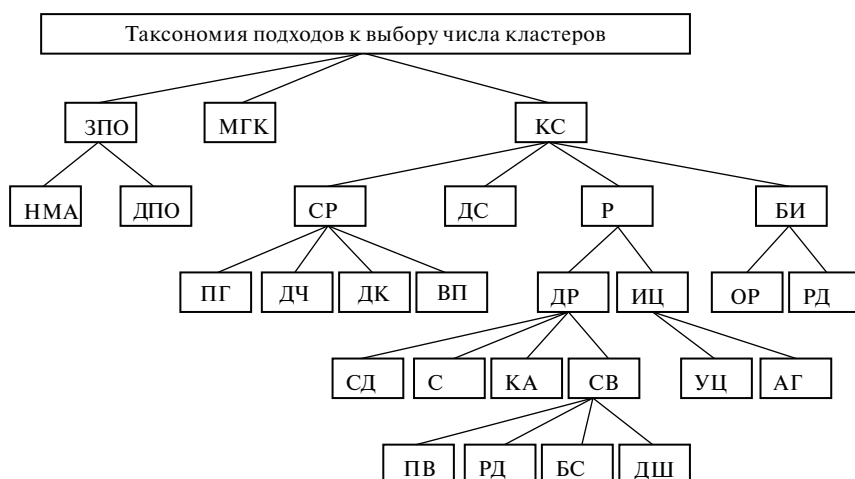 Таксономия подходов к выбору числа кластеров
ЗПО МГК КС
НМА ДПО СР ДС Р БИ
ПГ ДЧ ДК ВП ДР ИЦ ОР РД
СД С КА СВ УЦ АГ
ПВ РД БС ДШ